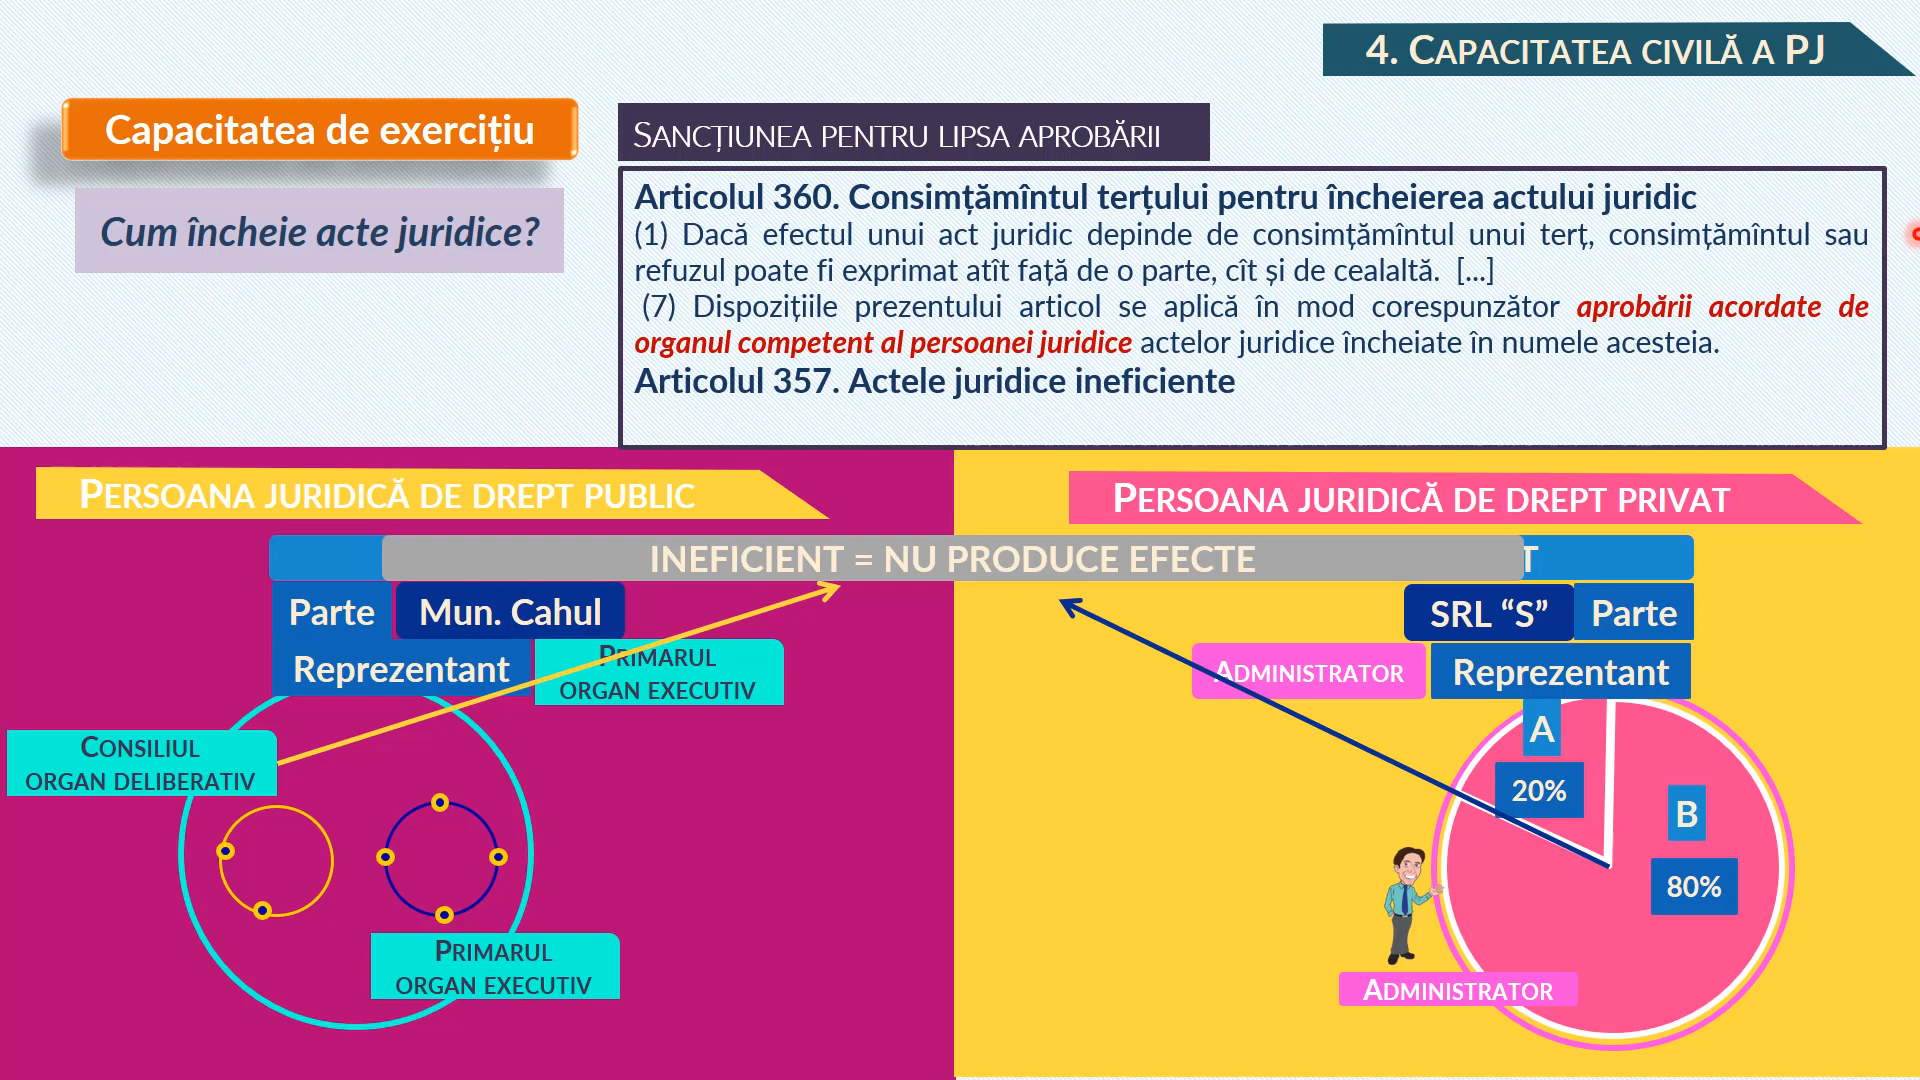 4. CAPACITATEA CIVILĂ A PJ
Capacitatea de exercițiu
Cum încheie acte juridice?
SANCȚIUNEA PENTRU LIPSA APROBĂRII
Articolul 360. Consimțămîntul terțului pentru încheierea actului juridic
(1) Dacă efectul unui act juridic depinde de consimțămîntul unui terț, consimțămîntul sau
refuzul poate fi exprimat atît față de o parte, cît și de cealaltă. [...]
(7) Dispozițiile prezentului articol se aplică în mod corespunzător aprobării acordate de
organul competent al persoanei juridice actelor juridice încheiate în numele acesteia.
Articolul 357. Actele juridice ineficiente
PERSOANA JURIDICĂ DE DREPT PUBLIC
PERSOANA JURIDICĂ DE DREPT PRIVAT
INEFICIENT = NU PRODUCE EFECTE
T
Parte
Mun. Cahul
Reprezentant
PRIMARUL
ORGAN EXECUTIV
CONSILIUL
ORGAN DELIBERATIV
PRIMARUL
ORGAN EXECUTIV
SRL “S”
Parte
ADMINISTRATOR
Reprezentant
A
20%
B
80%
ADMINISTRATOR